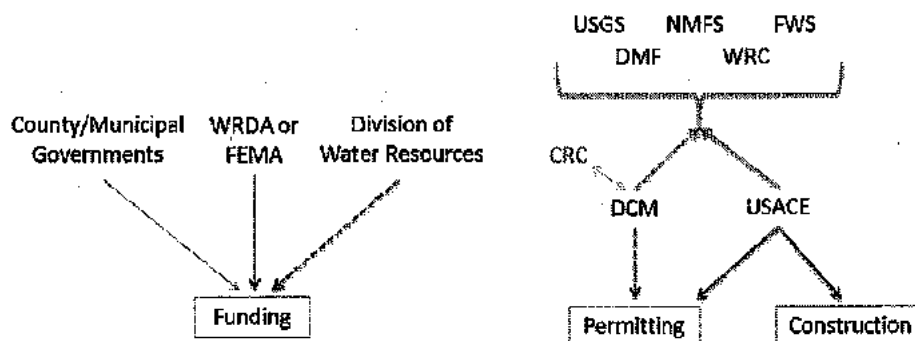 USGS NMFS FWS
DMF WRC
County/Municipal
Governments
WRDA or
FEMA
Division of
Water Resources
CRC
DCM USACE
Funding
Permitting Construction